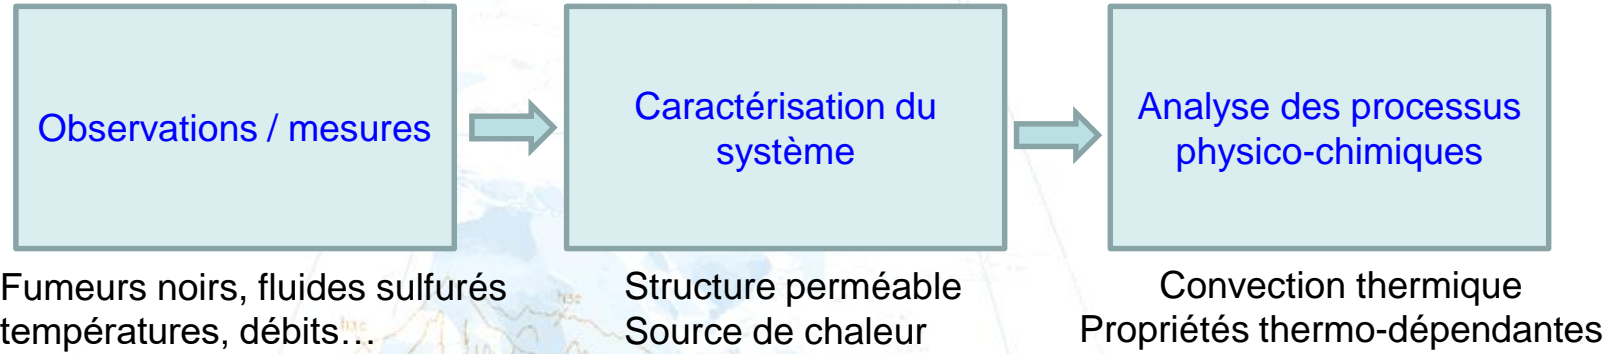 Observations / mesures
Caractérisation du
système
Analyse des processus
physico-chimiques
Fumeurs noirs, fluides sulfurés
températures, débits…
Structure perméable
Source de chaleur
Convection thermique
Propriétés thermo-dépendantes